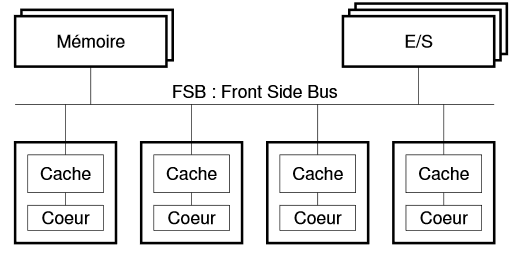 Mémoire
E/S
FSB : Front Side Bus
Cache
Cache
Cache
Cache
Coeur
Coeur
Coeur
Coeur